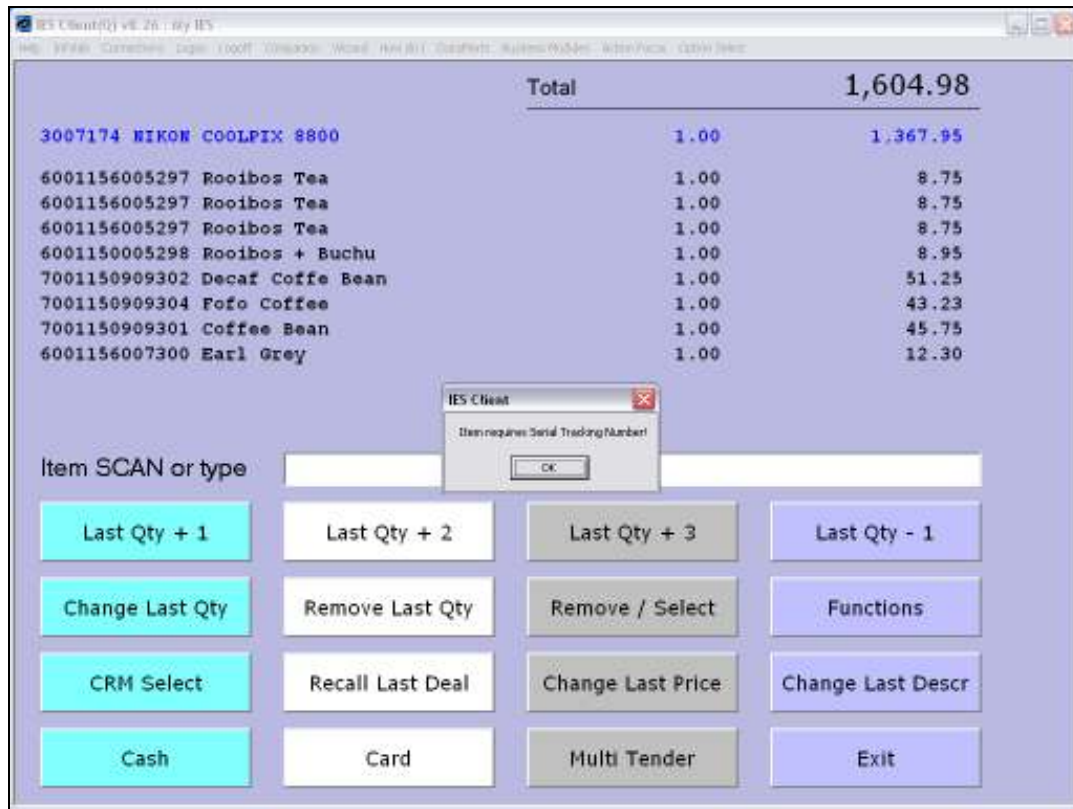 IES Client(Q) v8.26 : My IES
Total 1,604.98
3007174 NIKON COOLPIX 8800 1.00 1,367.95
6001156005297 Rooibos Tea 1.00 8.75
6001156005297 Rooibos Tea 1.00 8.75
6001156005297 Rooibos Tea 1.00 8.75
6001150005298 Rooibos + Buchu 1.00 8.95
7001150909302 Decaf Coffe Bean 1.00 51.25
7001150909304 Fofo Coffee 1.00 43.23
7001150909301 Coffee Bean 1.00 45.75
6001156007300 Earl Grey 1.00 12.30
IES Client
Item requires Serial Tracking Number!
OK
Item SCAN or type
Last Qty + 1 Last Qty + 2 Last Qty + 3 Last Qty - 1
Change Last Qty Remove Last Qty Remove / Select Functions
CRM Select Recall Last Deal Change Last Price Change Last Descr
Cash Card Multi Tender Exit